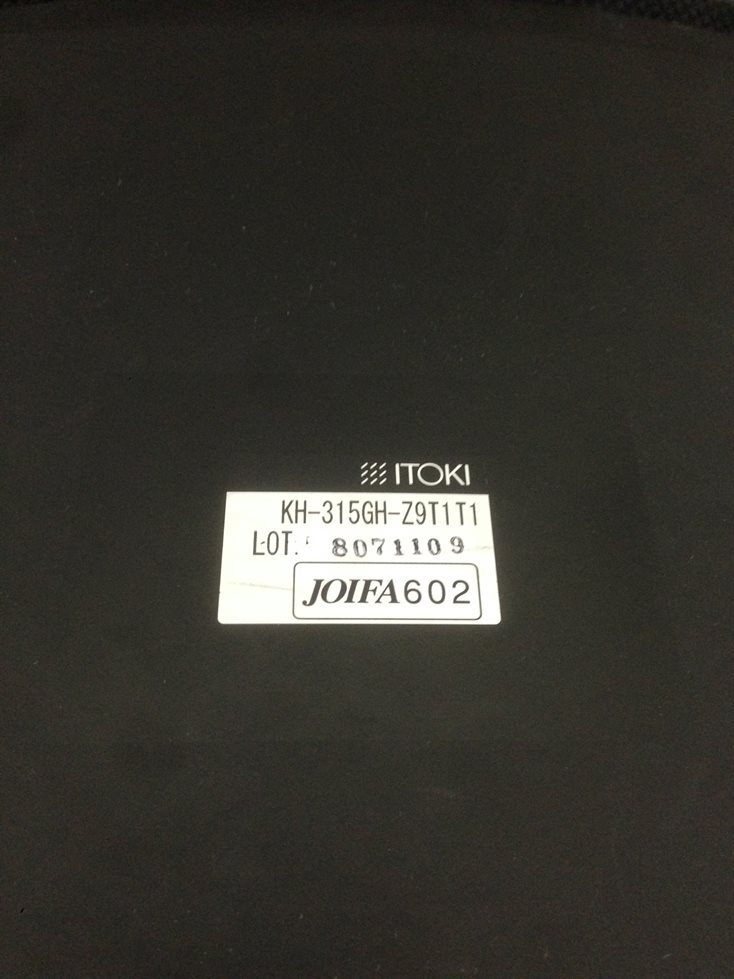 ITOKI
KH-315GH-Z9T1T1
LOT. 8071109
JOIFA602